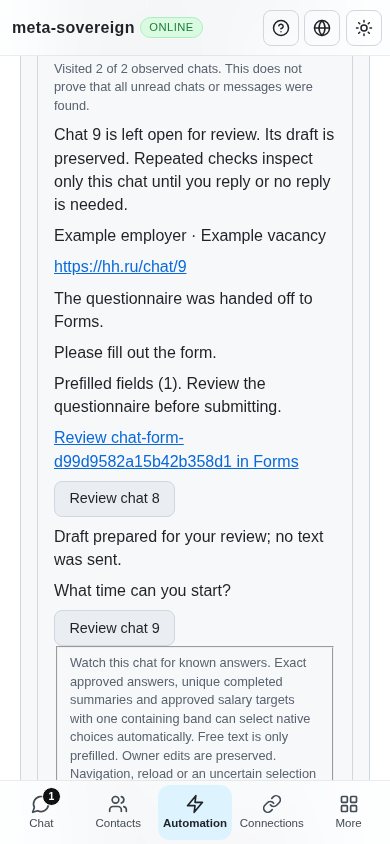 meta-sovereign ONLINE
Visited 2 of 2 observed chats. This does not
prove that all unread chats or messages were
found.
Chat 9 is left open for review. Its draft is
preserved. Repeated checks inspect
only this chat until you reply or no reply
is needed.
Example employer · Example vacancy
https://hh.ru/chat/9
The questionnaire was handed off to
Forms.
Please fill out the form.
Prefilled fields (1). Review the
questionnaire before submitting.
Review chat-form-
d99d9582a15b42b358d1 in Forms
Review chat 8
Draft prepared for your review; no text
was sent.
What time can you start?
Review chat 9
Watch this chat for known answers. Exact
approved answers, unique completed
summaries and approved salary targets
with one containing band can select native
choices automatically. Free text is only
prefilled. Owner edits are preserved.
Navigation, reload or an uncertain selection
1
Chat Contacts Automation Connections More